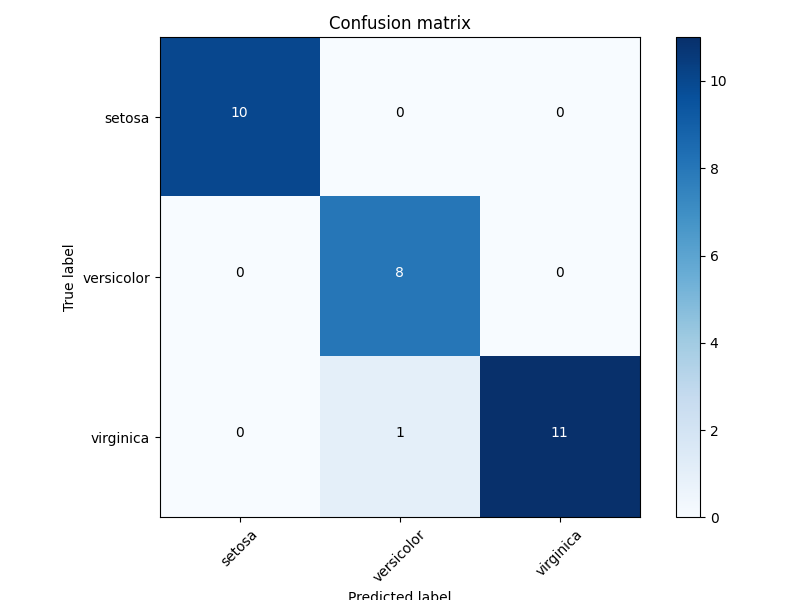 Confusion matrix
setosa 10 0 0
versicolor 0 8 0
virginica 0 1 11
True label
setosa versicolor virginica
Predicted label
10
8
6
4
2
0